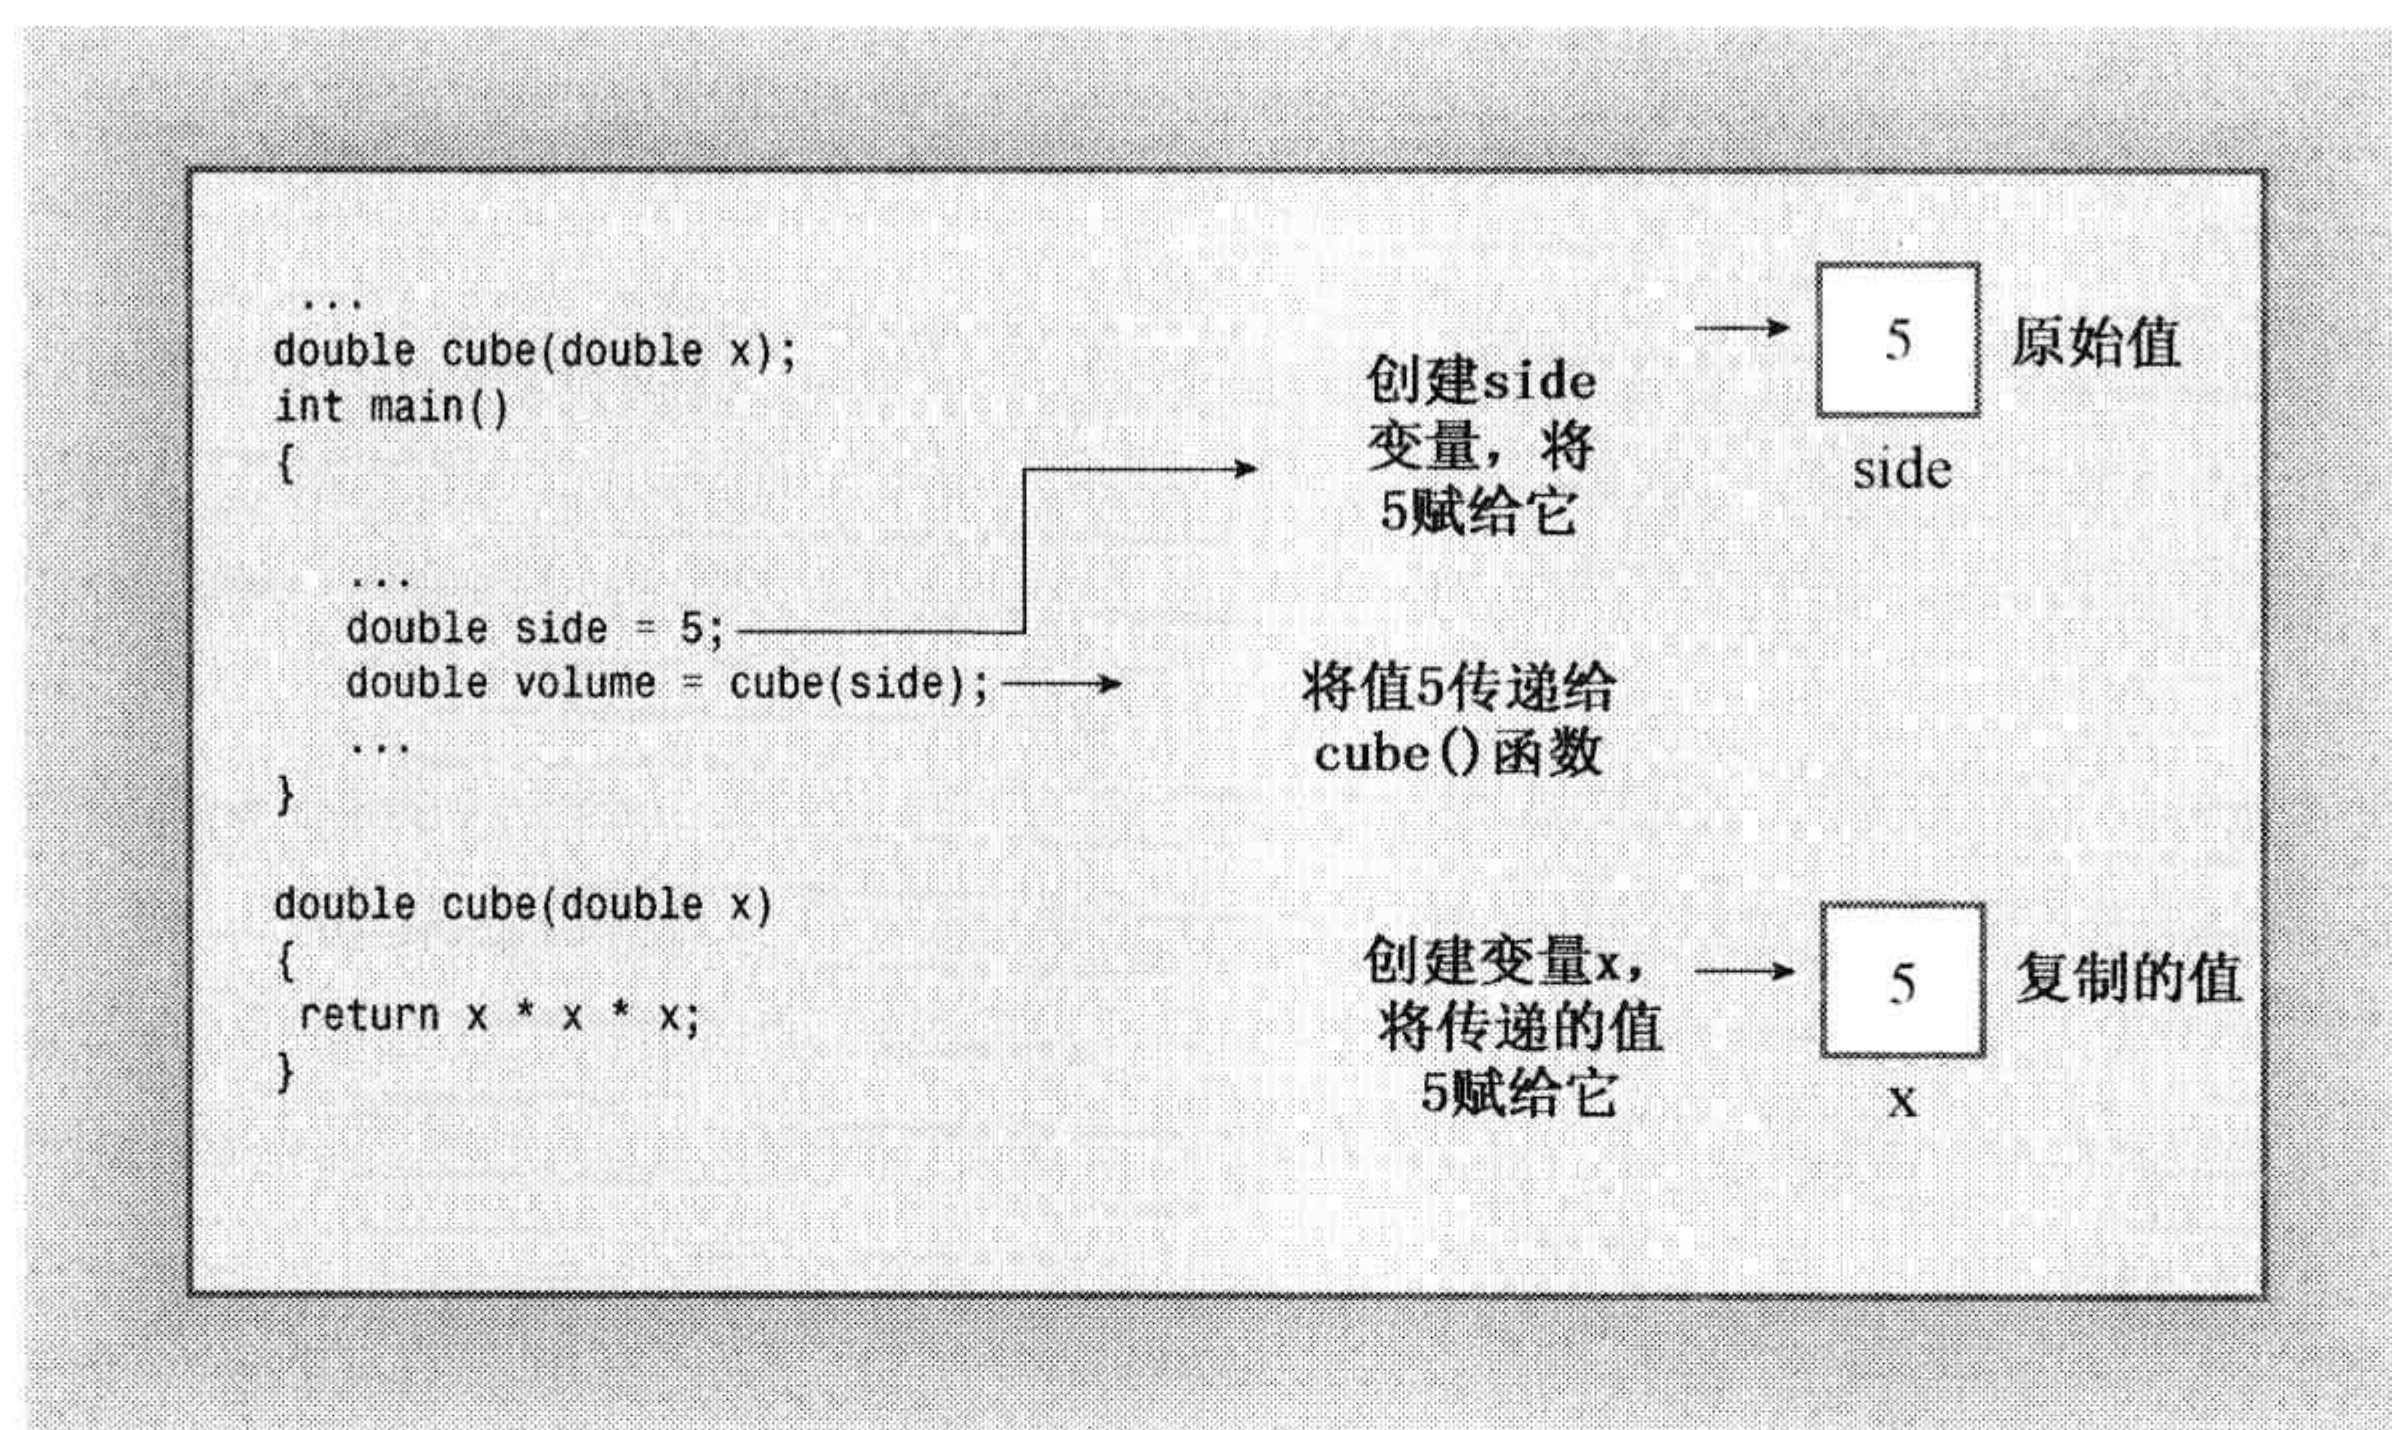 ...
double cube(double x);
int main()
{
...
double side = 5;
double volume = cube(side);
...
}
double cube(double x)
{
return x * x * x;
}
创建side
变量，将
5赋给它
5
原始值
side
将值5传递给
cube()函数
创建变量x，
将传递的值
5赋给它
5
复制的值
x